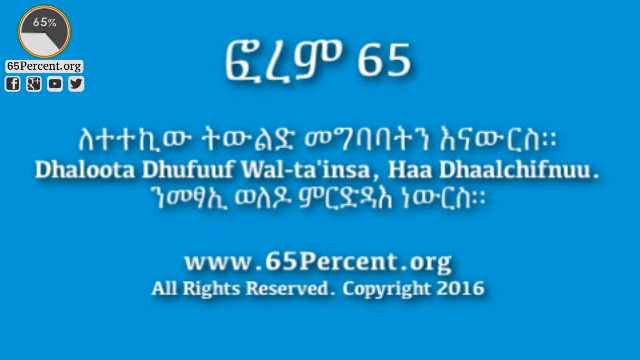 65%
65Percent.org
ፎረም 65
ለተተኪው ትውልድ መግባባትን እናውርስ፡፡
Dhaloota Dhufuuf Wal-ta'insa, Haa Dhaalchifnuu.
ንመፃኢ ወለዶ ምርድዳእ ነውርስ፡፡
www.65Percent.org
All Rights Reserved. Copyright 2016